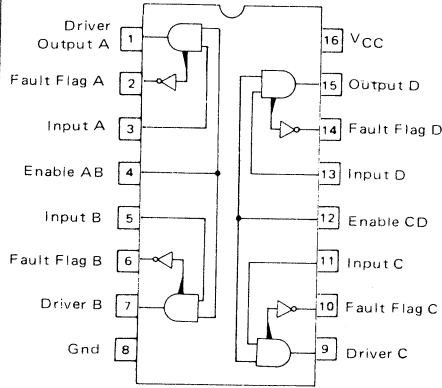 Driver
Output A 1
Fault Flag A 2
Input A 3
Enable AB 4
Input B 5
Fault Flag B 6
Driver B 7
Gnd 8
16 VCC
15 Output D
14 Fault Flag D
13 Input D
12 Enable CD
11 Input C
10 Fault Flag C
9 Driver C